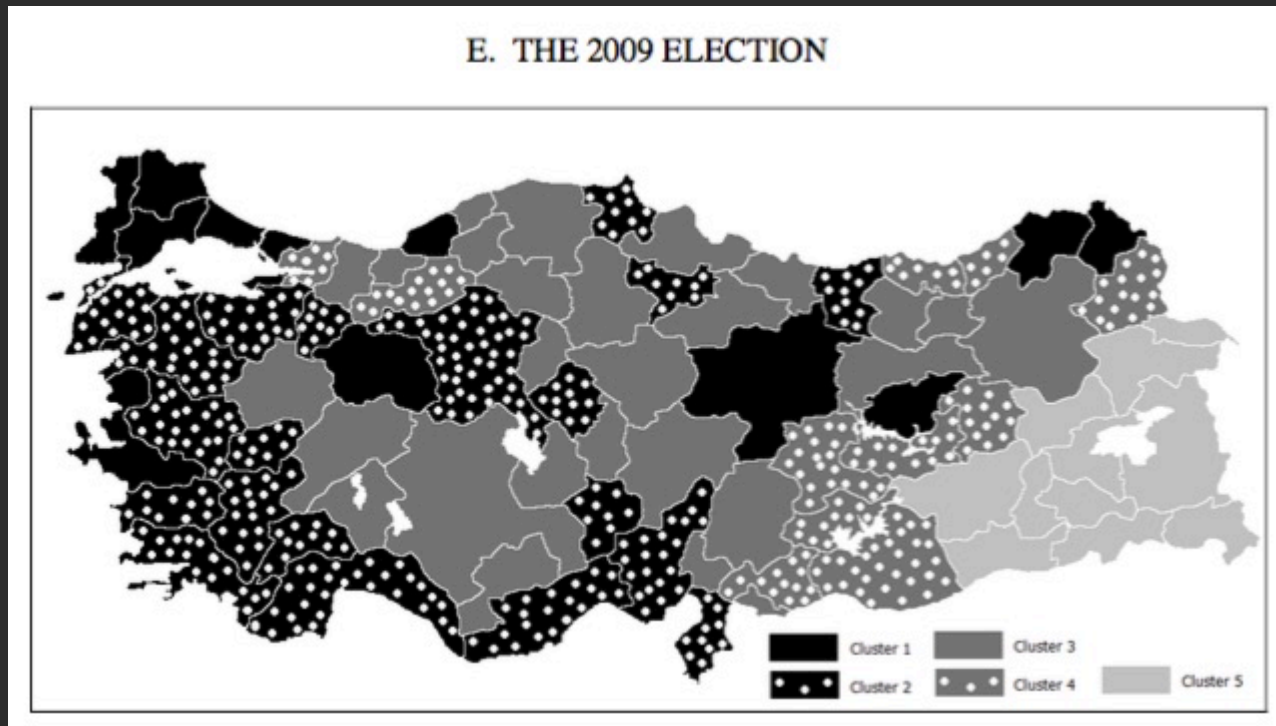 E. THE 2009 ELECTION
Cluster 1
Cluster 3
Cluster 2
Cluster 4
Cluster 5